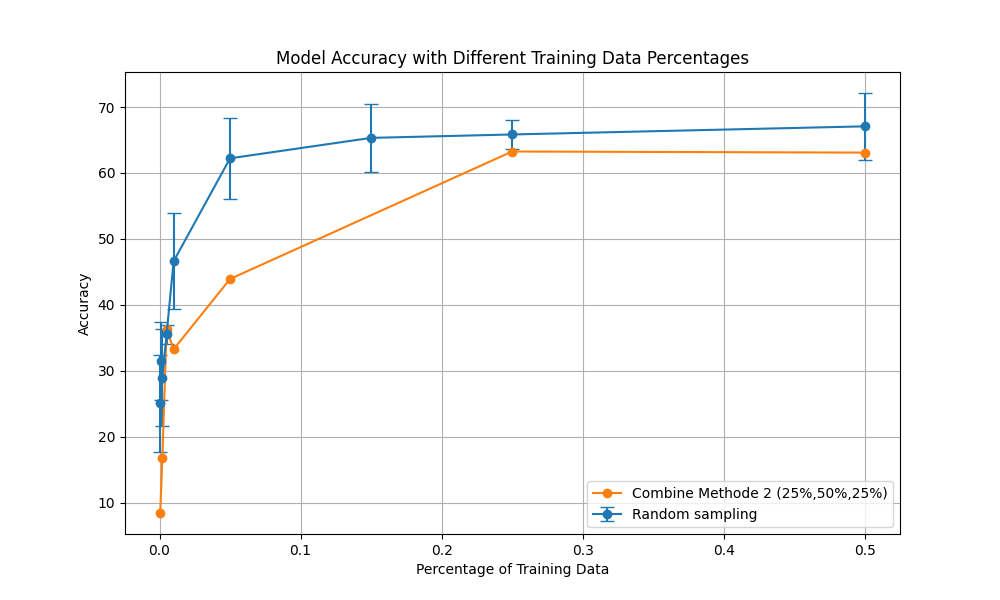 Model Accuracy with Different Training Data Percentages
Accuracy
70
60
50
40
30
20
10
0.0 0.1 0.2 0.3 0.4 0.5
Percentage of Training Data
Combine Methode 2 (25%,50%,25%)
Random sampling